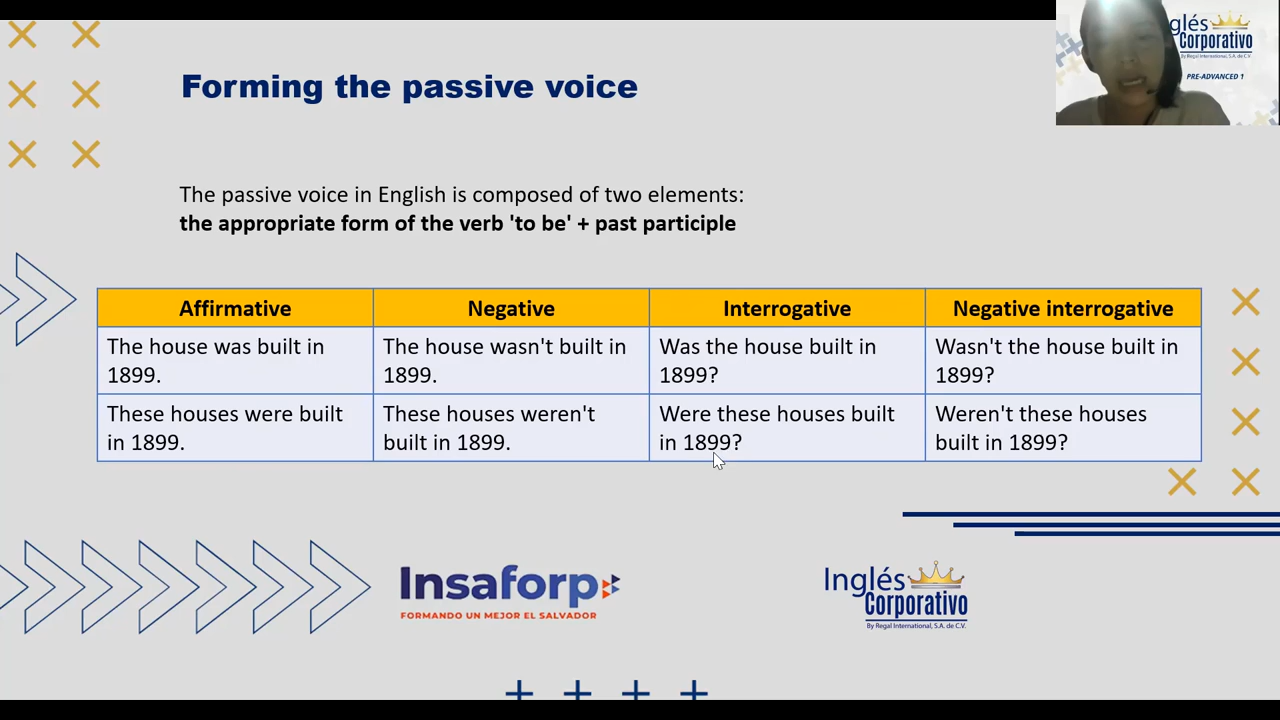 glés
Corporativo
By Regal International, S.A. de C.V.
PRE-ADVANCED 1
Forming the passive voice
The passive voice in English is composed of two elements:
the appropriate form of the verb 'to be' + past participle
Affirmative
Negative
Interrogative
Negative interrogative
The house was built in
1899.
The house wasn't built in
1899.
Was the house built in
1899?
Wasn't the house built in
1899?
These houses were built
in 1899.
These houses weren't
built in 1899.
Were these houses built
in 1899?
Weren't these houses
built in 1899?
Insaforp
FORMANDO UN MEJOR EL SALVADOR
Inglés
Corporativo
By Regal International, S.A. de C.V.